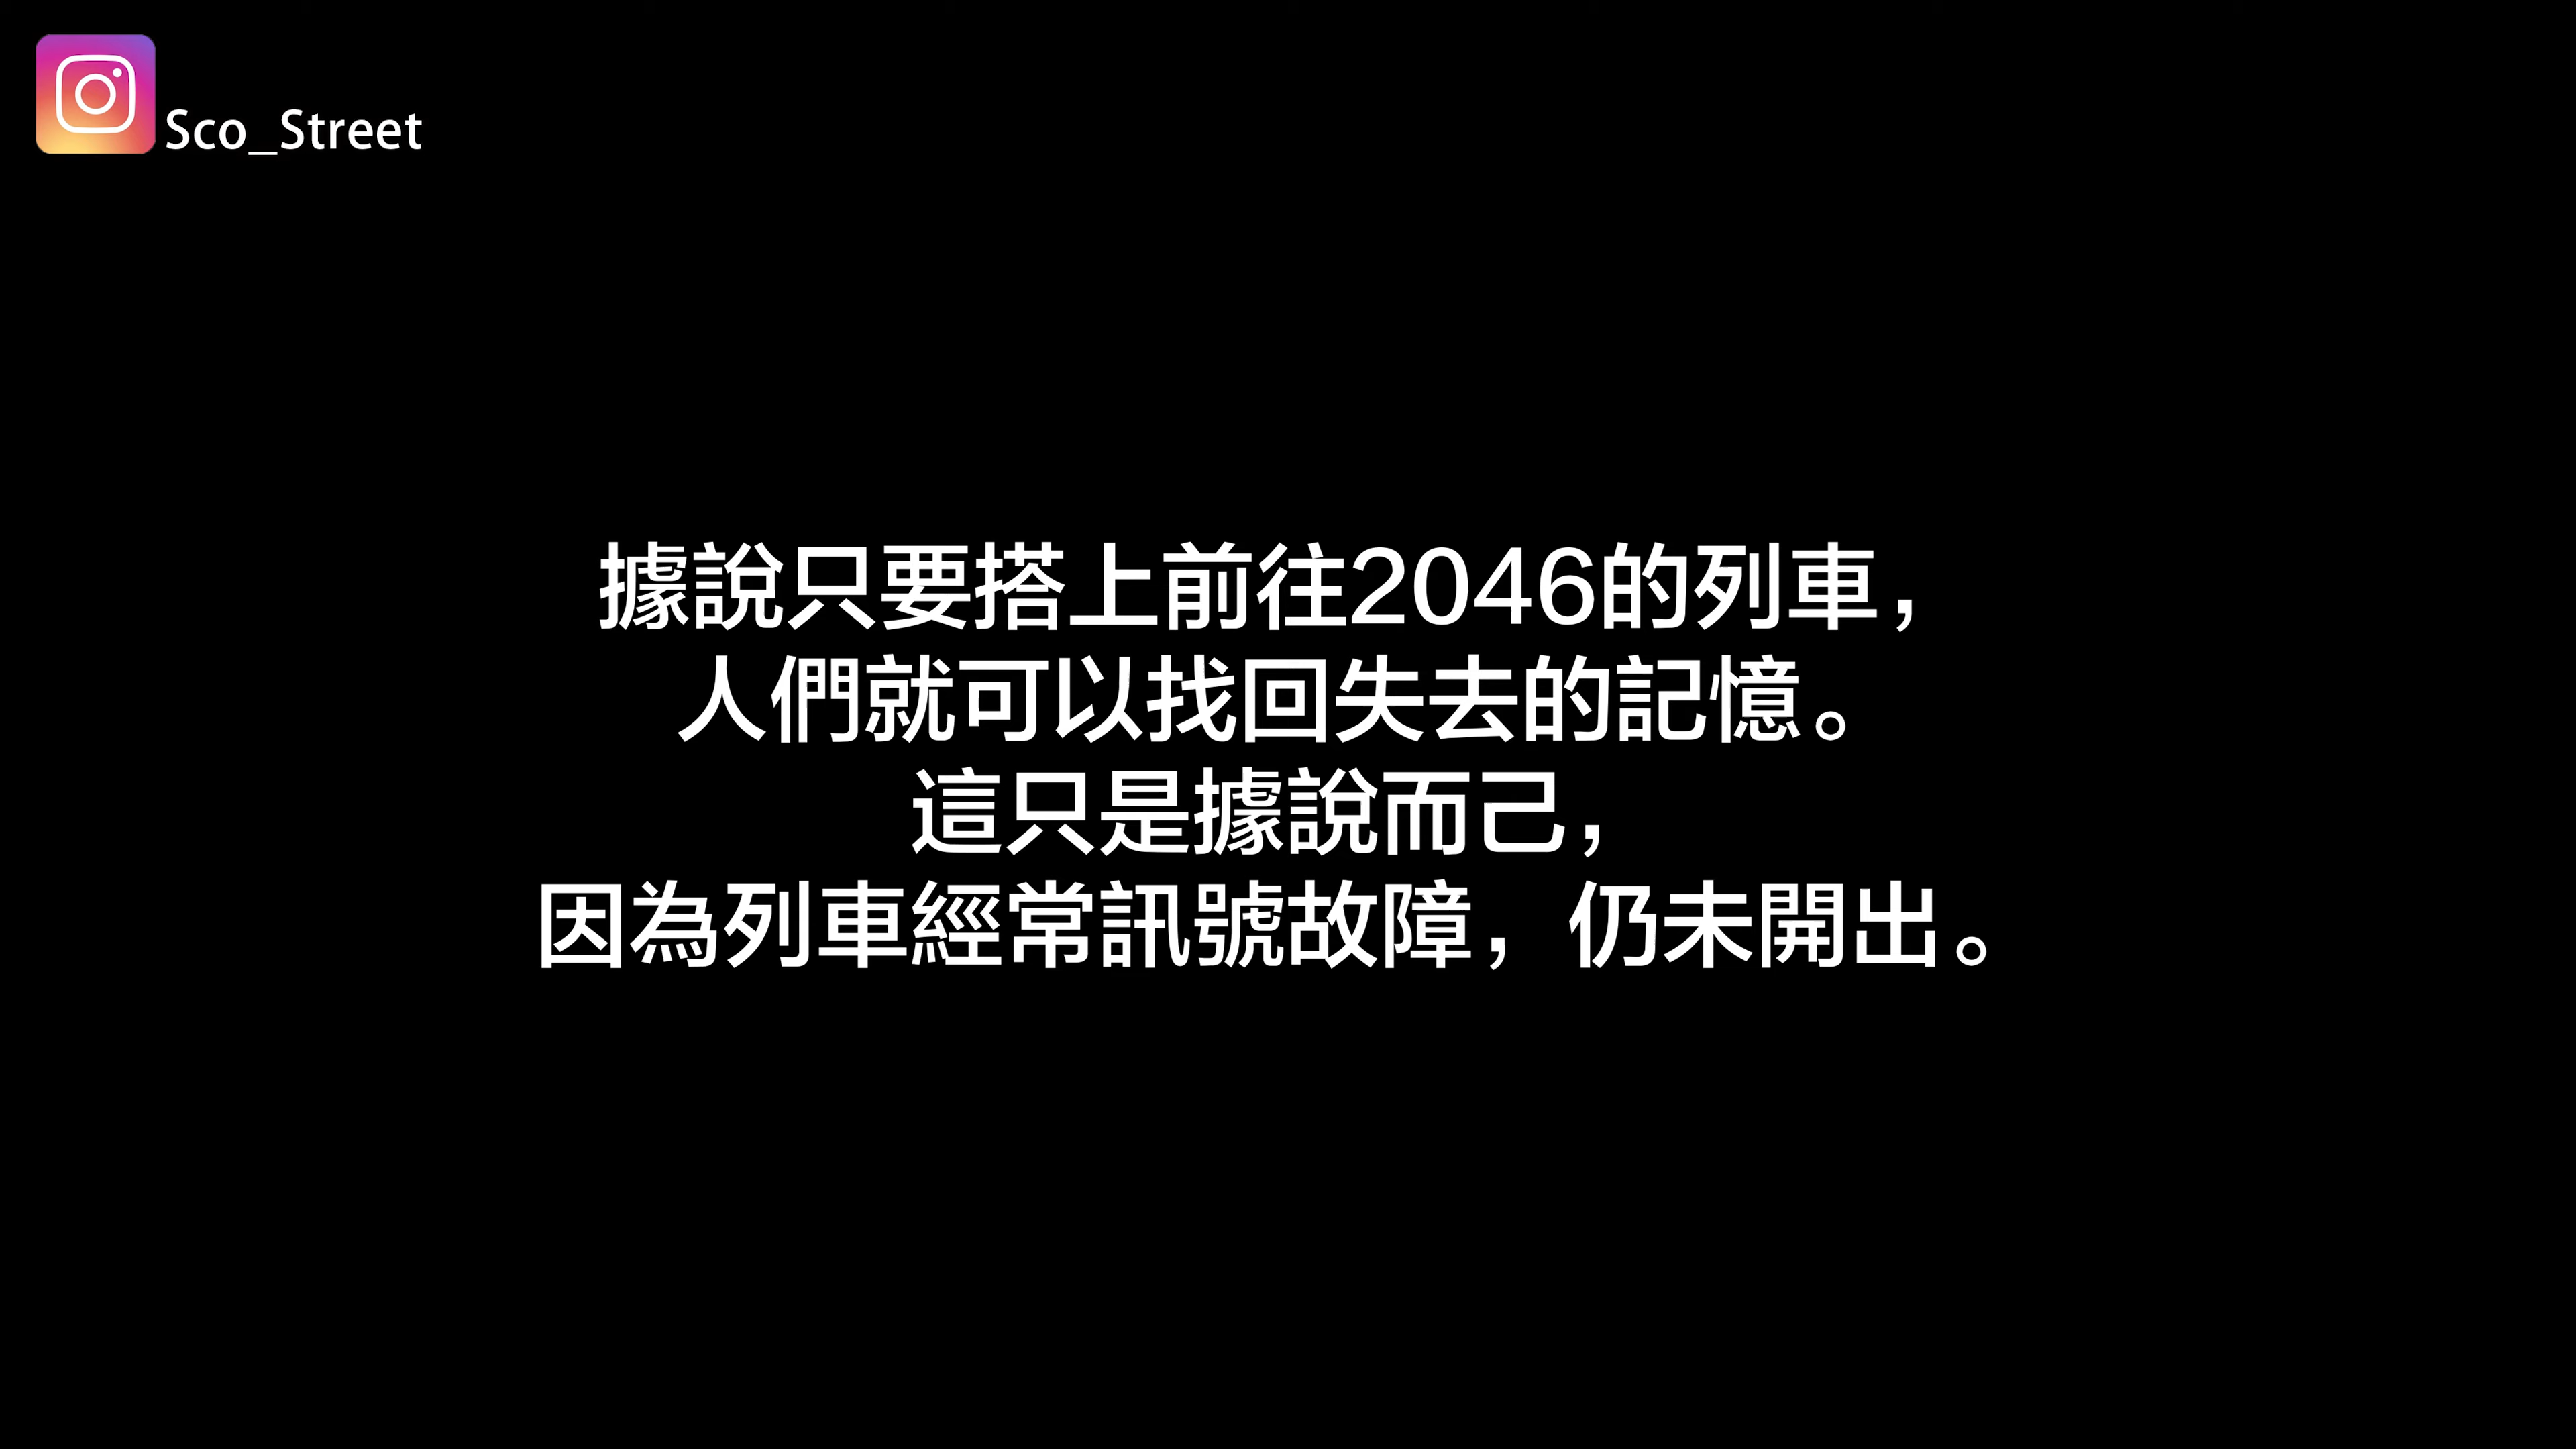 Sco_Street
據說只要搭上前往2046的列車，
人們就可以找回失去的記憶。
這只是據說而己，
因為列車經常訊號故障，仍未開出。